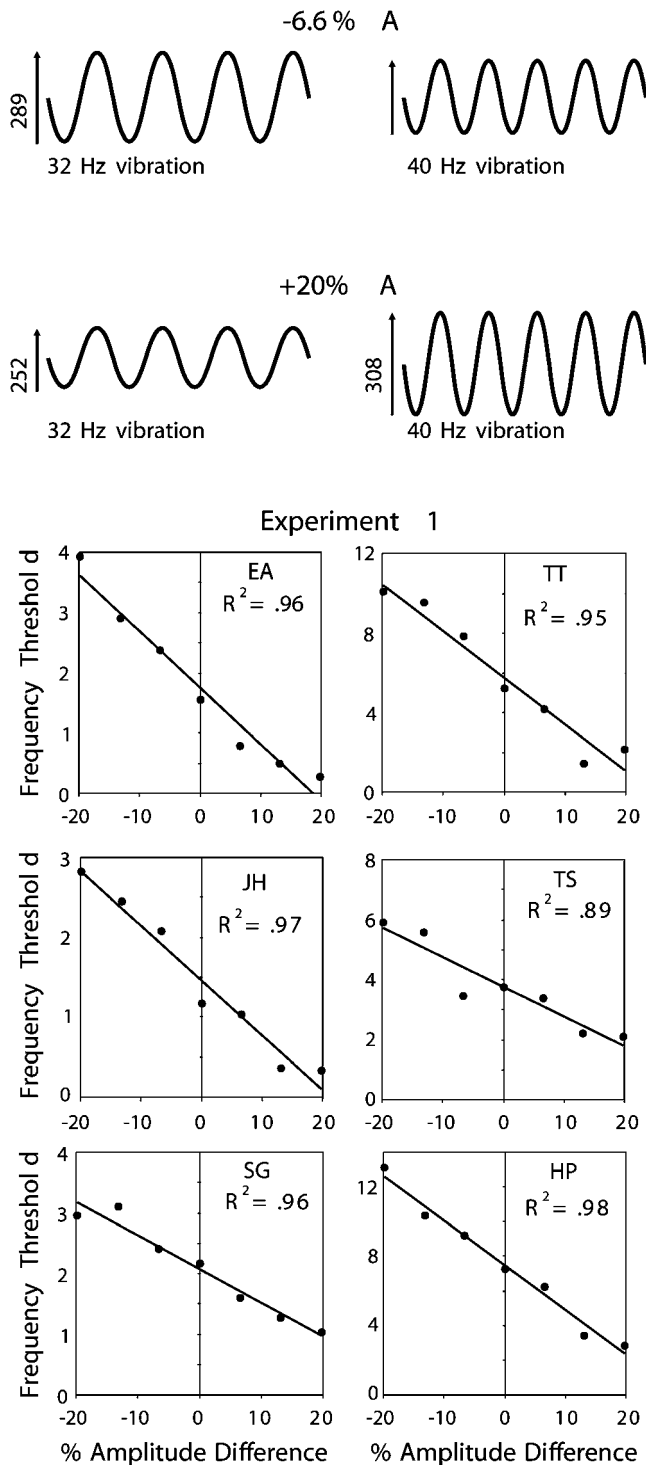 -6.6 % A
289
32 Hz vibration
40 Hz vibration
+20% A
252
308
32 Hz vibration
40 Hz vibration
Experiment 1
Frequency Threshol d
4
3
2
1
0
EA
R2 = .96
-20 -10 0 10 20
12
8
4
0
TT
R2 = .95
-20 -10 0 10 20
Frequency Threshol d
3
2
1
0
JH
R2 = .97
-20 -10 0 10 20
8
6
4
2
0
TS
R2 = .89
-20 -10 0 10 20
Frequency Threshol d
4
3
2
1
0
SG
R2 = .96
-20 -10 0 10 20
% Amplitude Difference
12
8
4
0
HP
R2 = .98
-20 -10 0 10 20
% Amplitude Difference